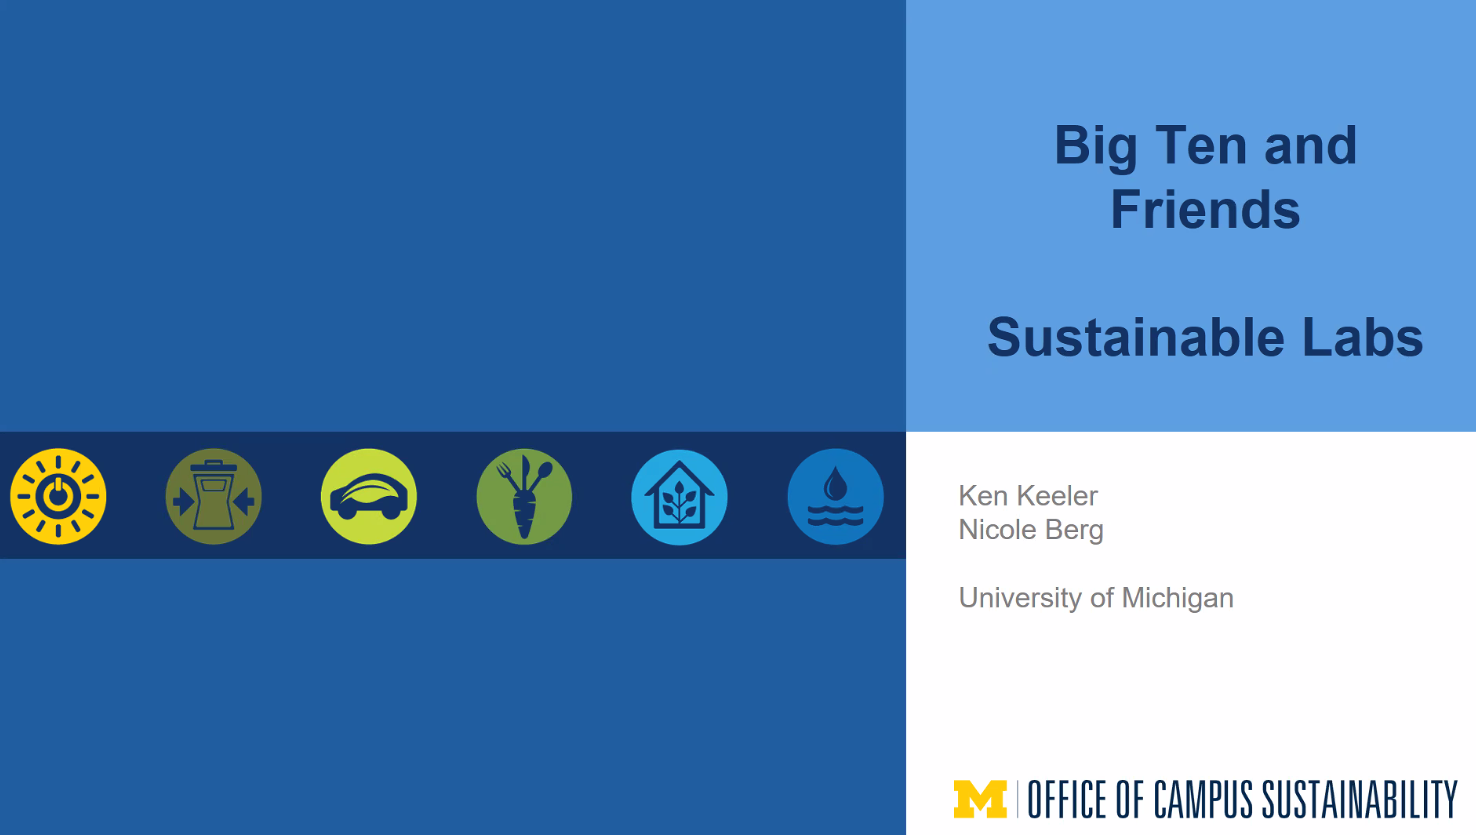 Big Ten and
Friends
Sustainable Labs
Ken Keeler
Nicole Berg
University of Michigan
M | OFFICE OF CAMPUS SUSTAINABILITY